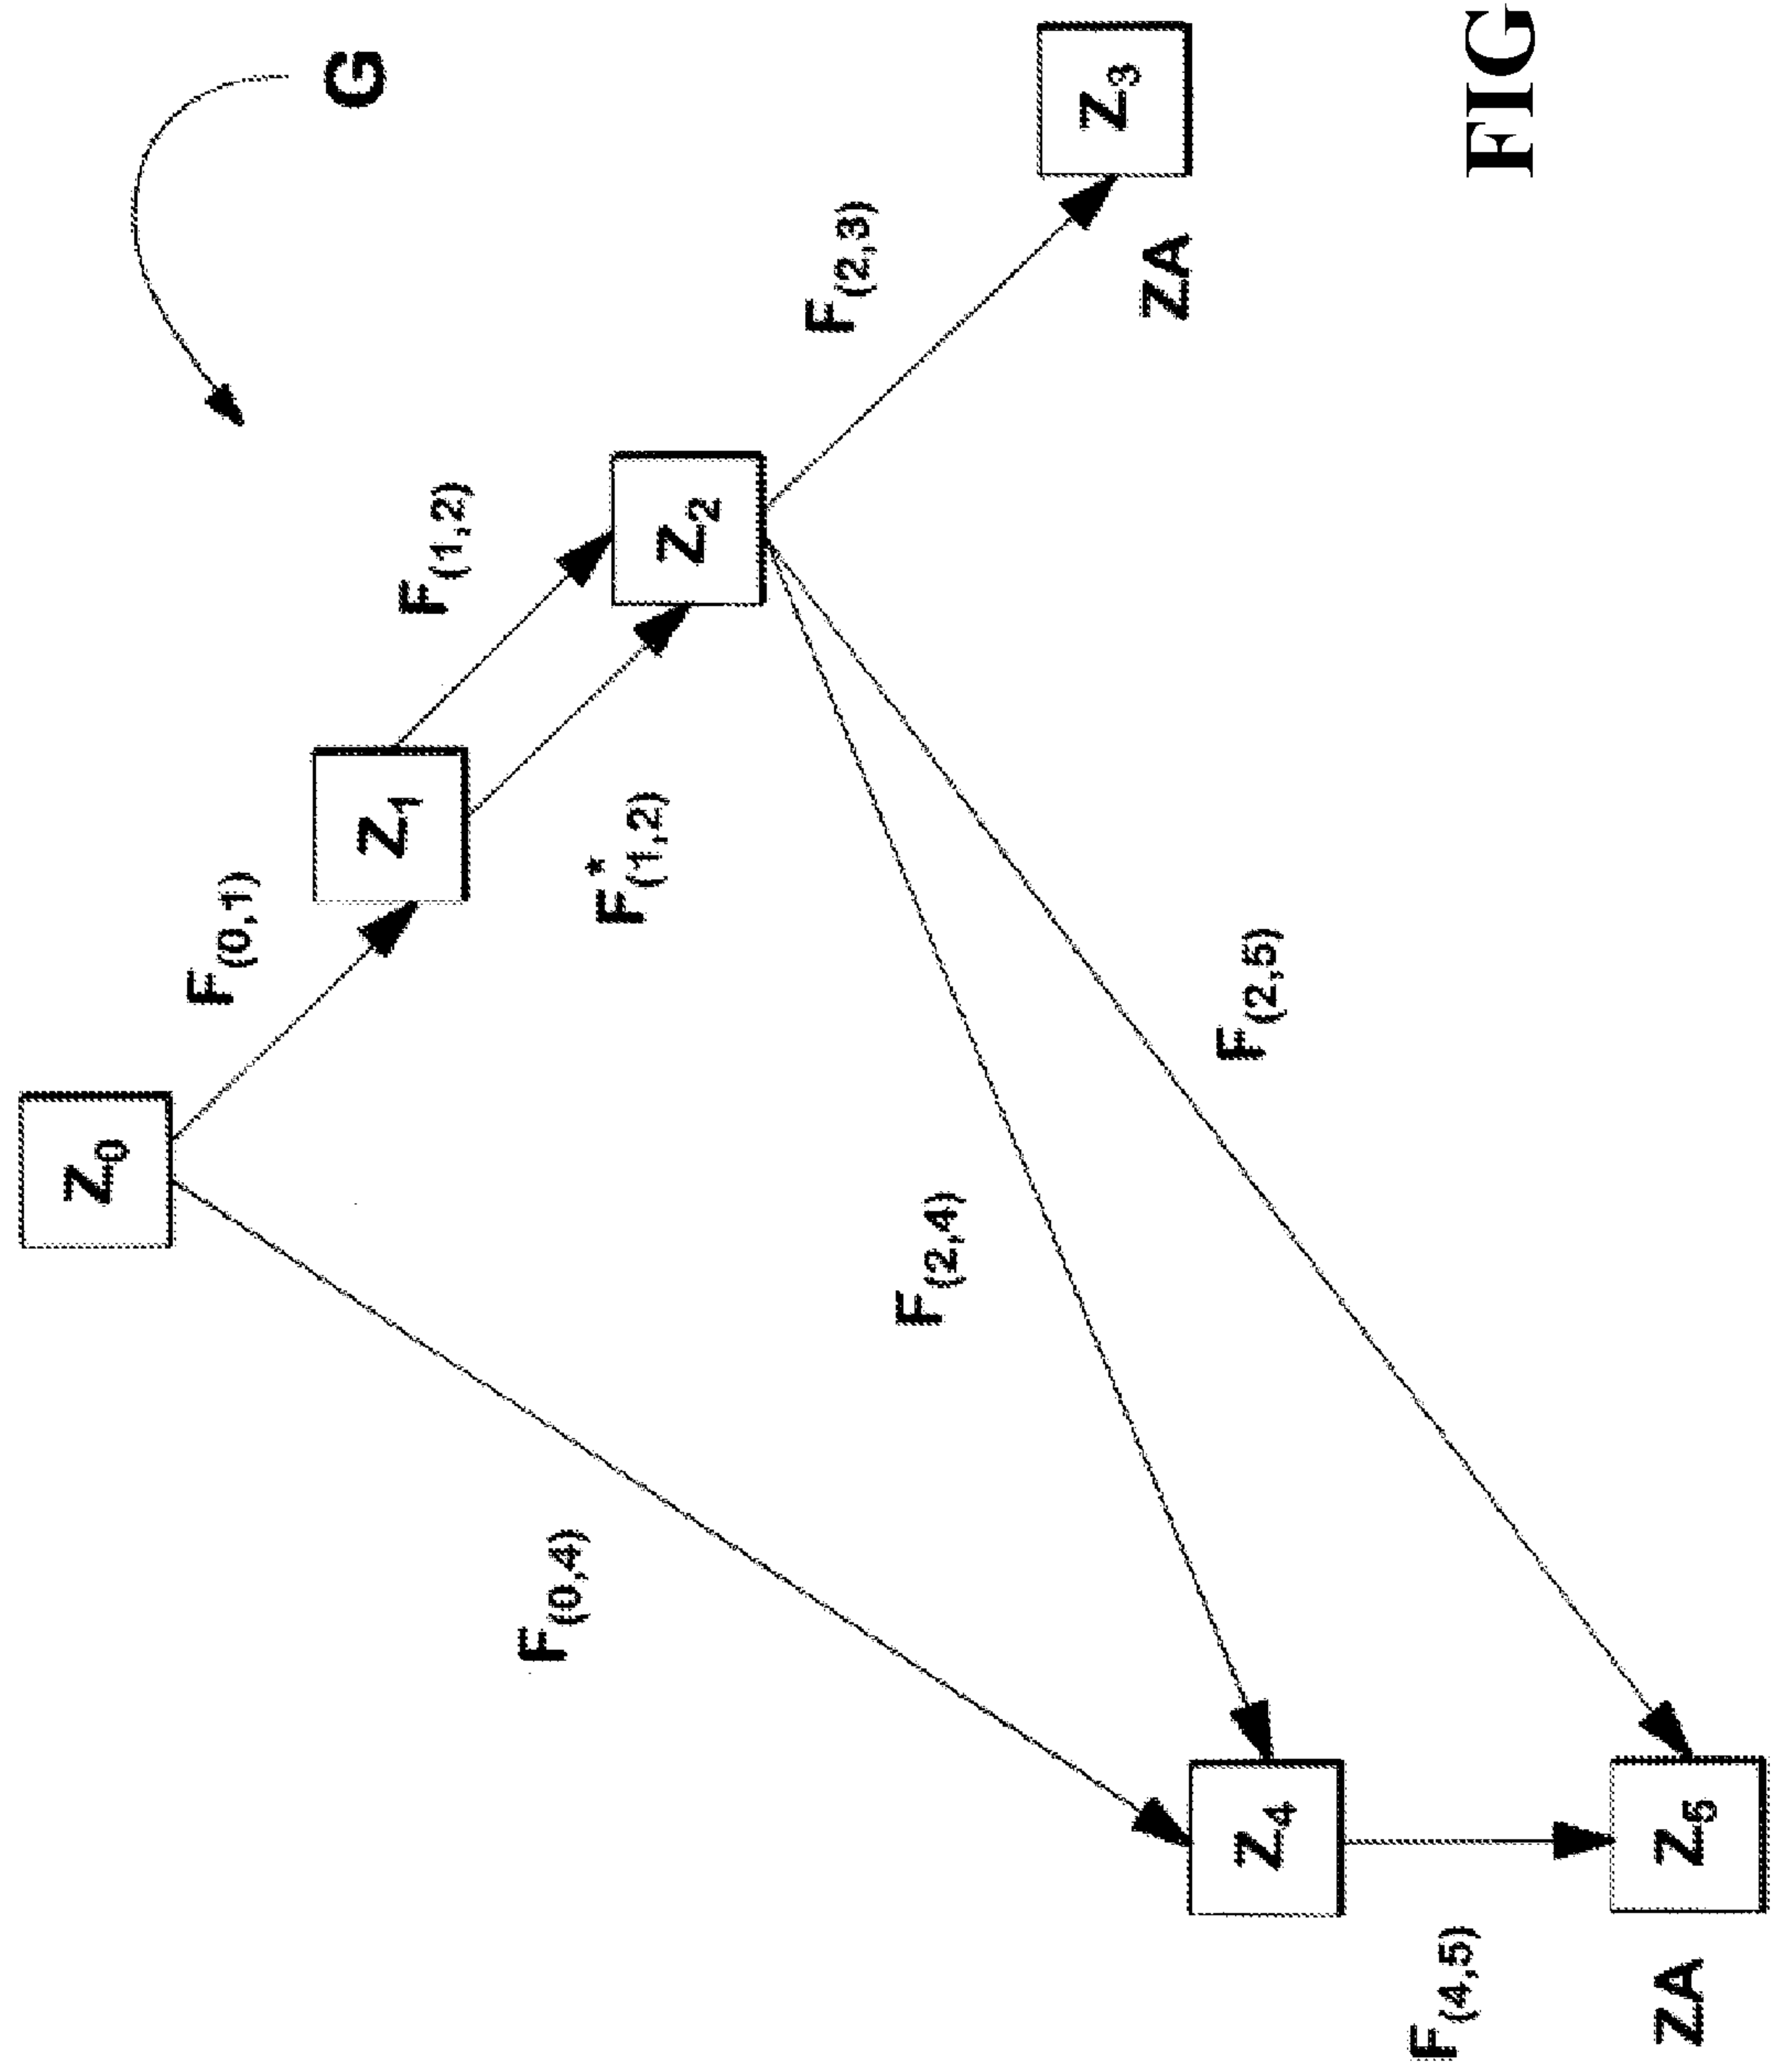 G
Z₀
F₍₀,₁₎
Z₁
F₍₁,₂₎
F*₍₁,₂₎
Z₂
F₍₀,₄₎
F₍₂,₄₎
F₍₂,₅₎
F₍₂,₃₎
Z₄
Z₃
ZA
F₍₄,₅₎
Z₅
ZA
FIG